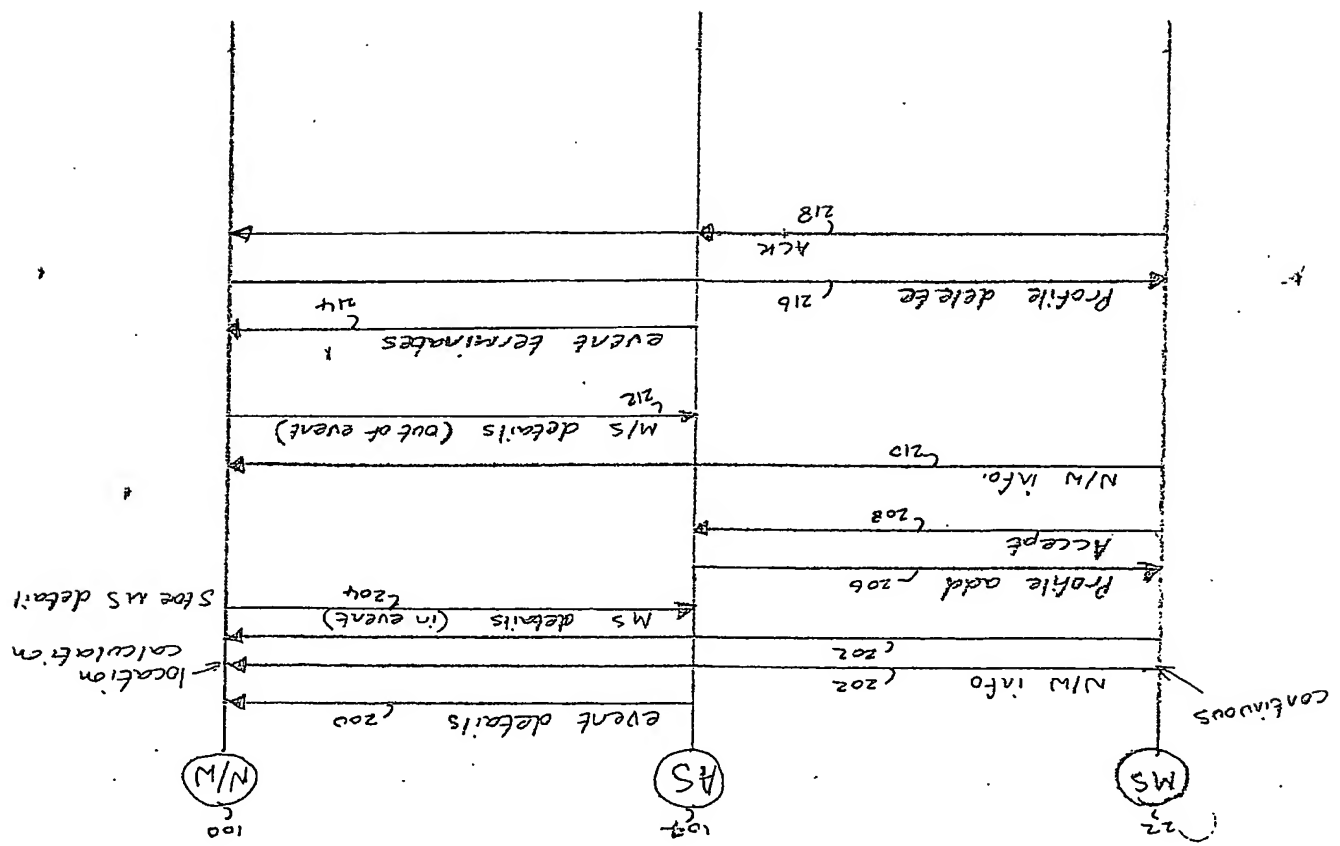 22
107
100
MS
AS
N/W
event details
200
continuous
N/W info
202
location
calculation
202
MS details (in event)
204
Stoe MS detail
Profile add
206
Accept
208
N/W info.
210
M/S details (out of event)
212
event terminates
214
Profile delete
216
ACK
218